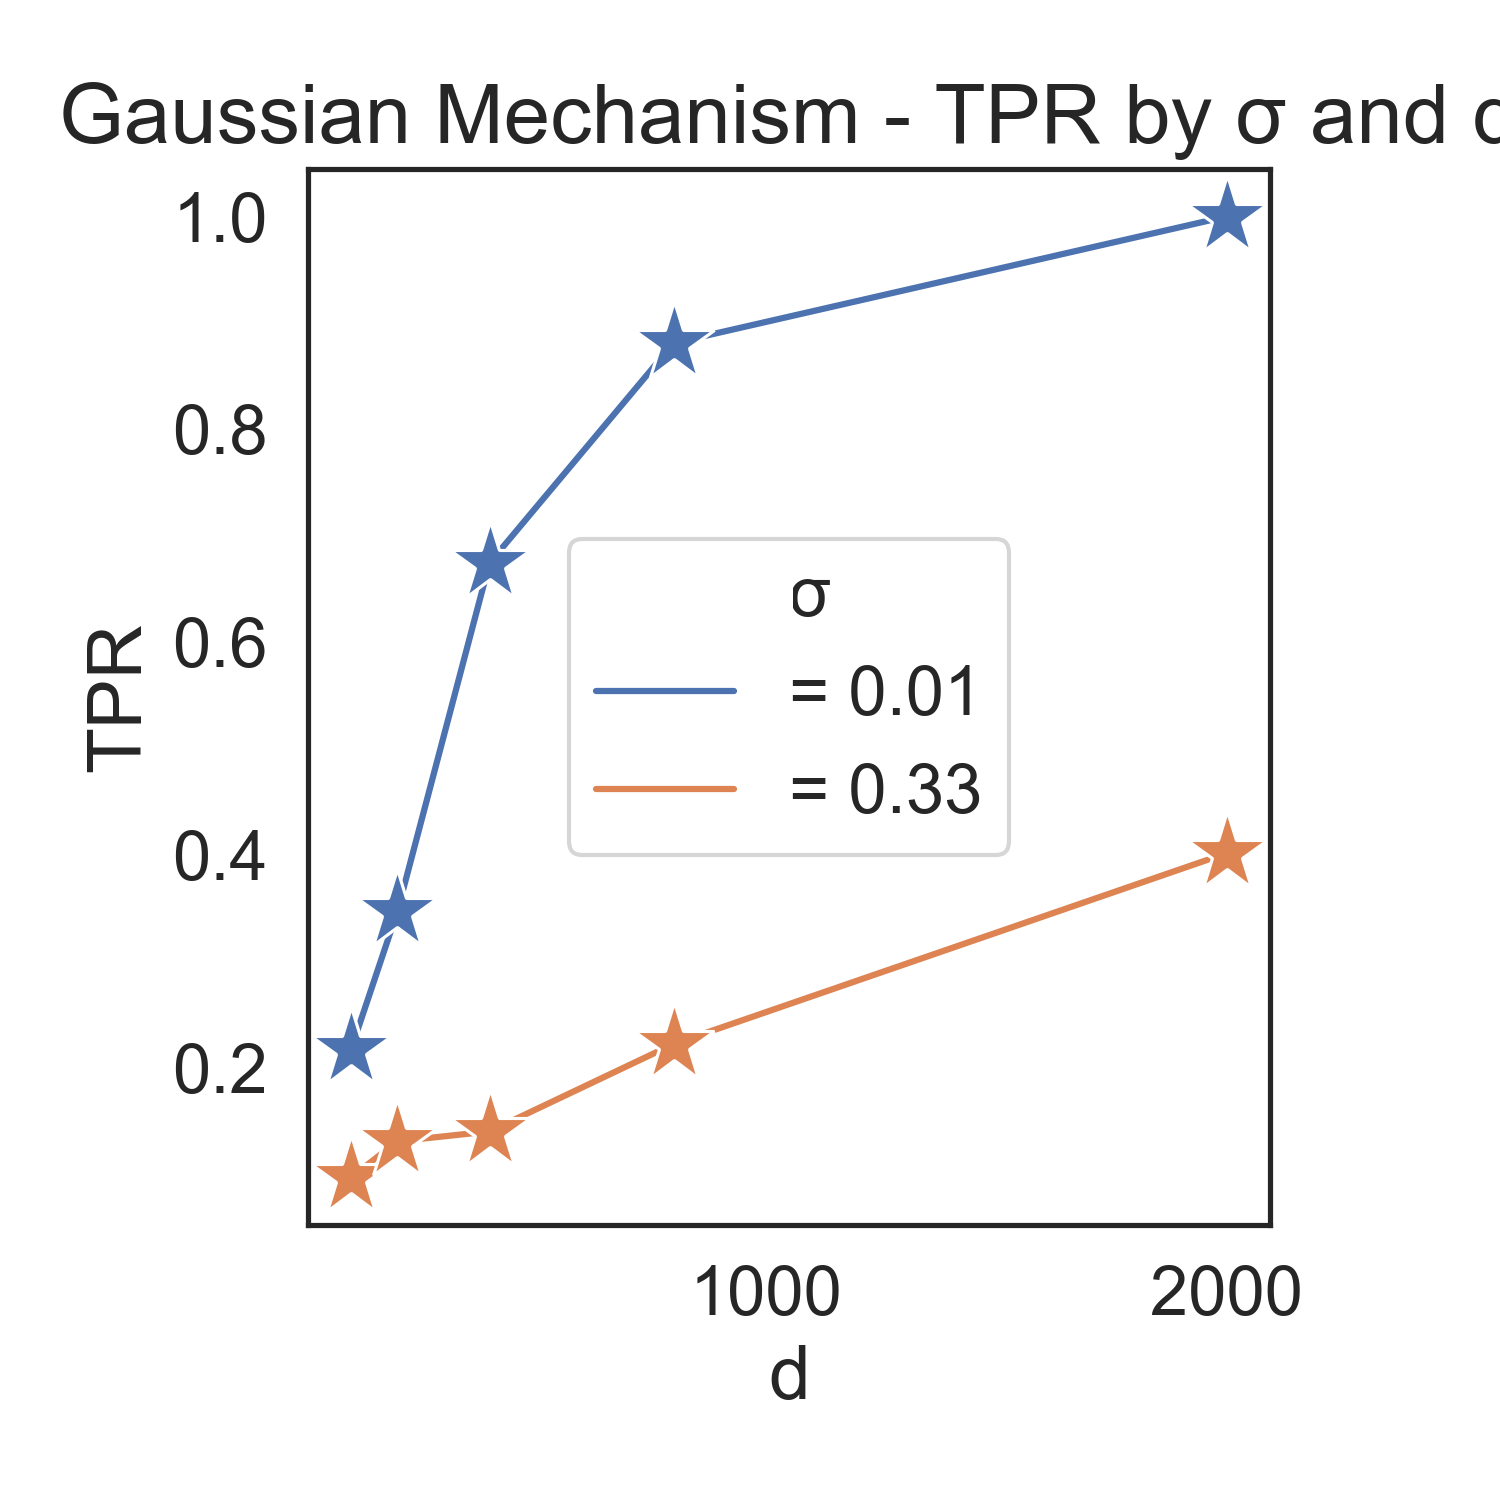 Gaussian Mechanism - TPR by σ and
1.0
0.8
0.6
0.4
0.2
TPR
σ
= 0.01
= 0.33
1000
2000
d